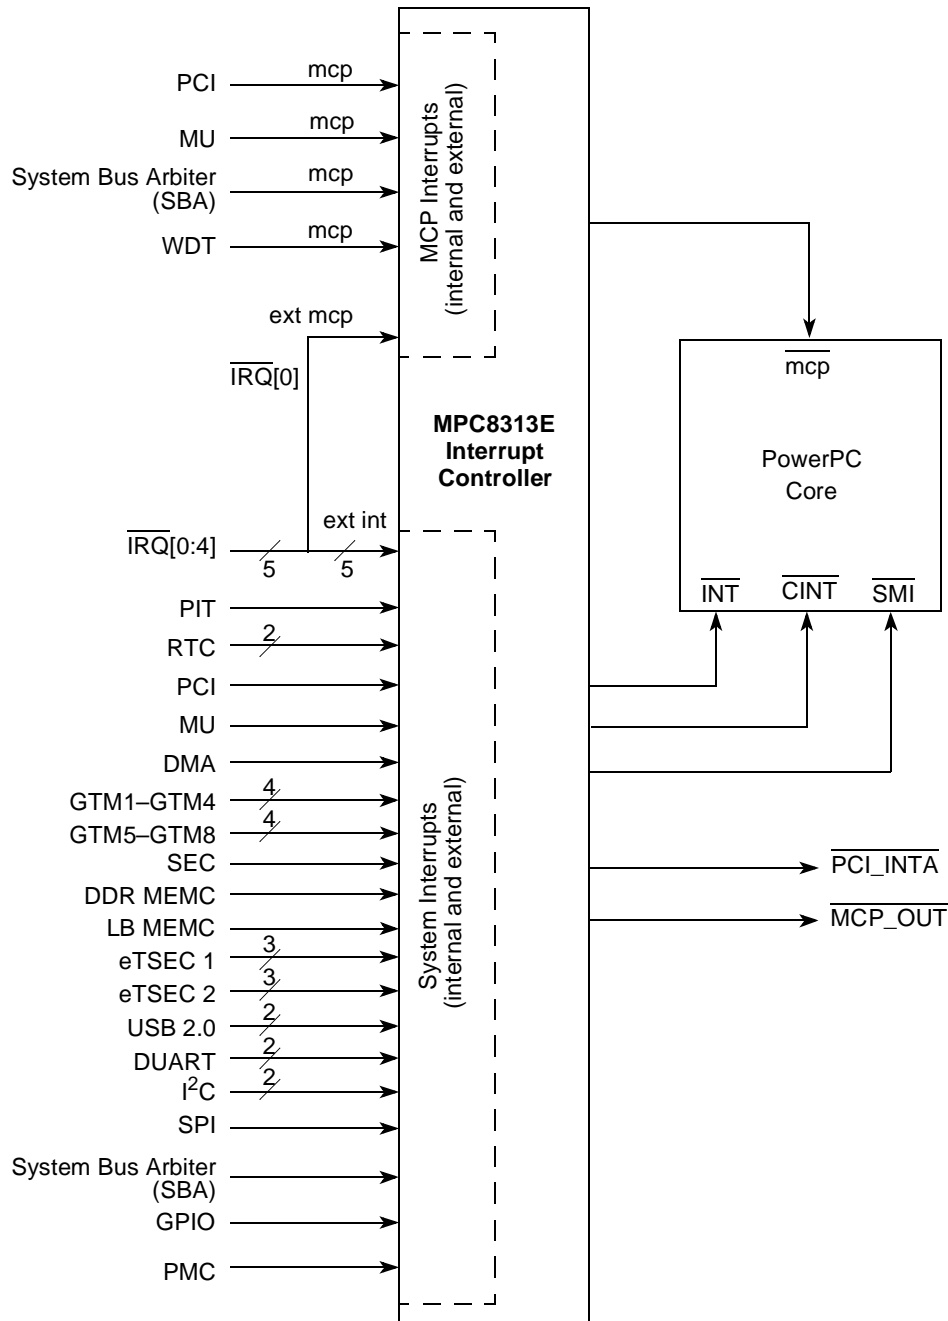 PCI
mcp
MU
mcp
System Bus Arbiter
(SBA)
mcp
WDT
mcp
ext mcp
IRQ[0]
MCP Interrupts
(internal and external)
mcp
PowerPC
Core
INT
CINT
SMI
MPC8313E
Interrupt
Controller
IRQ[0:4]
5
ext int
5
PIT
RTC
2
PCI
MU
DMA
GTM1–GTM4
4
GTM5–GTM8
4
SEC
DDR MEMC
LB MEMC
eTSEC 1
3
eTSEC 2
3
USB 2.0
2
DUART
2
I²C
2
SPI
System Bus Arbiter
(SBA)
GPIO
PMC
System Interrupts
(internal and external)
PCI_INTA
MCP_OUT